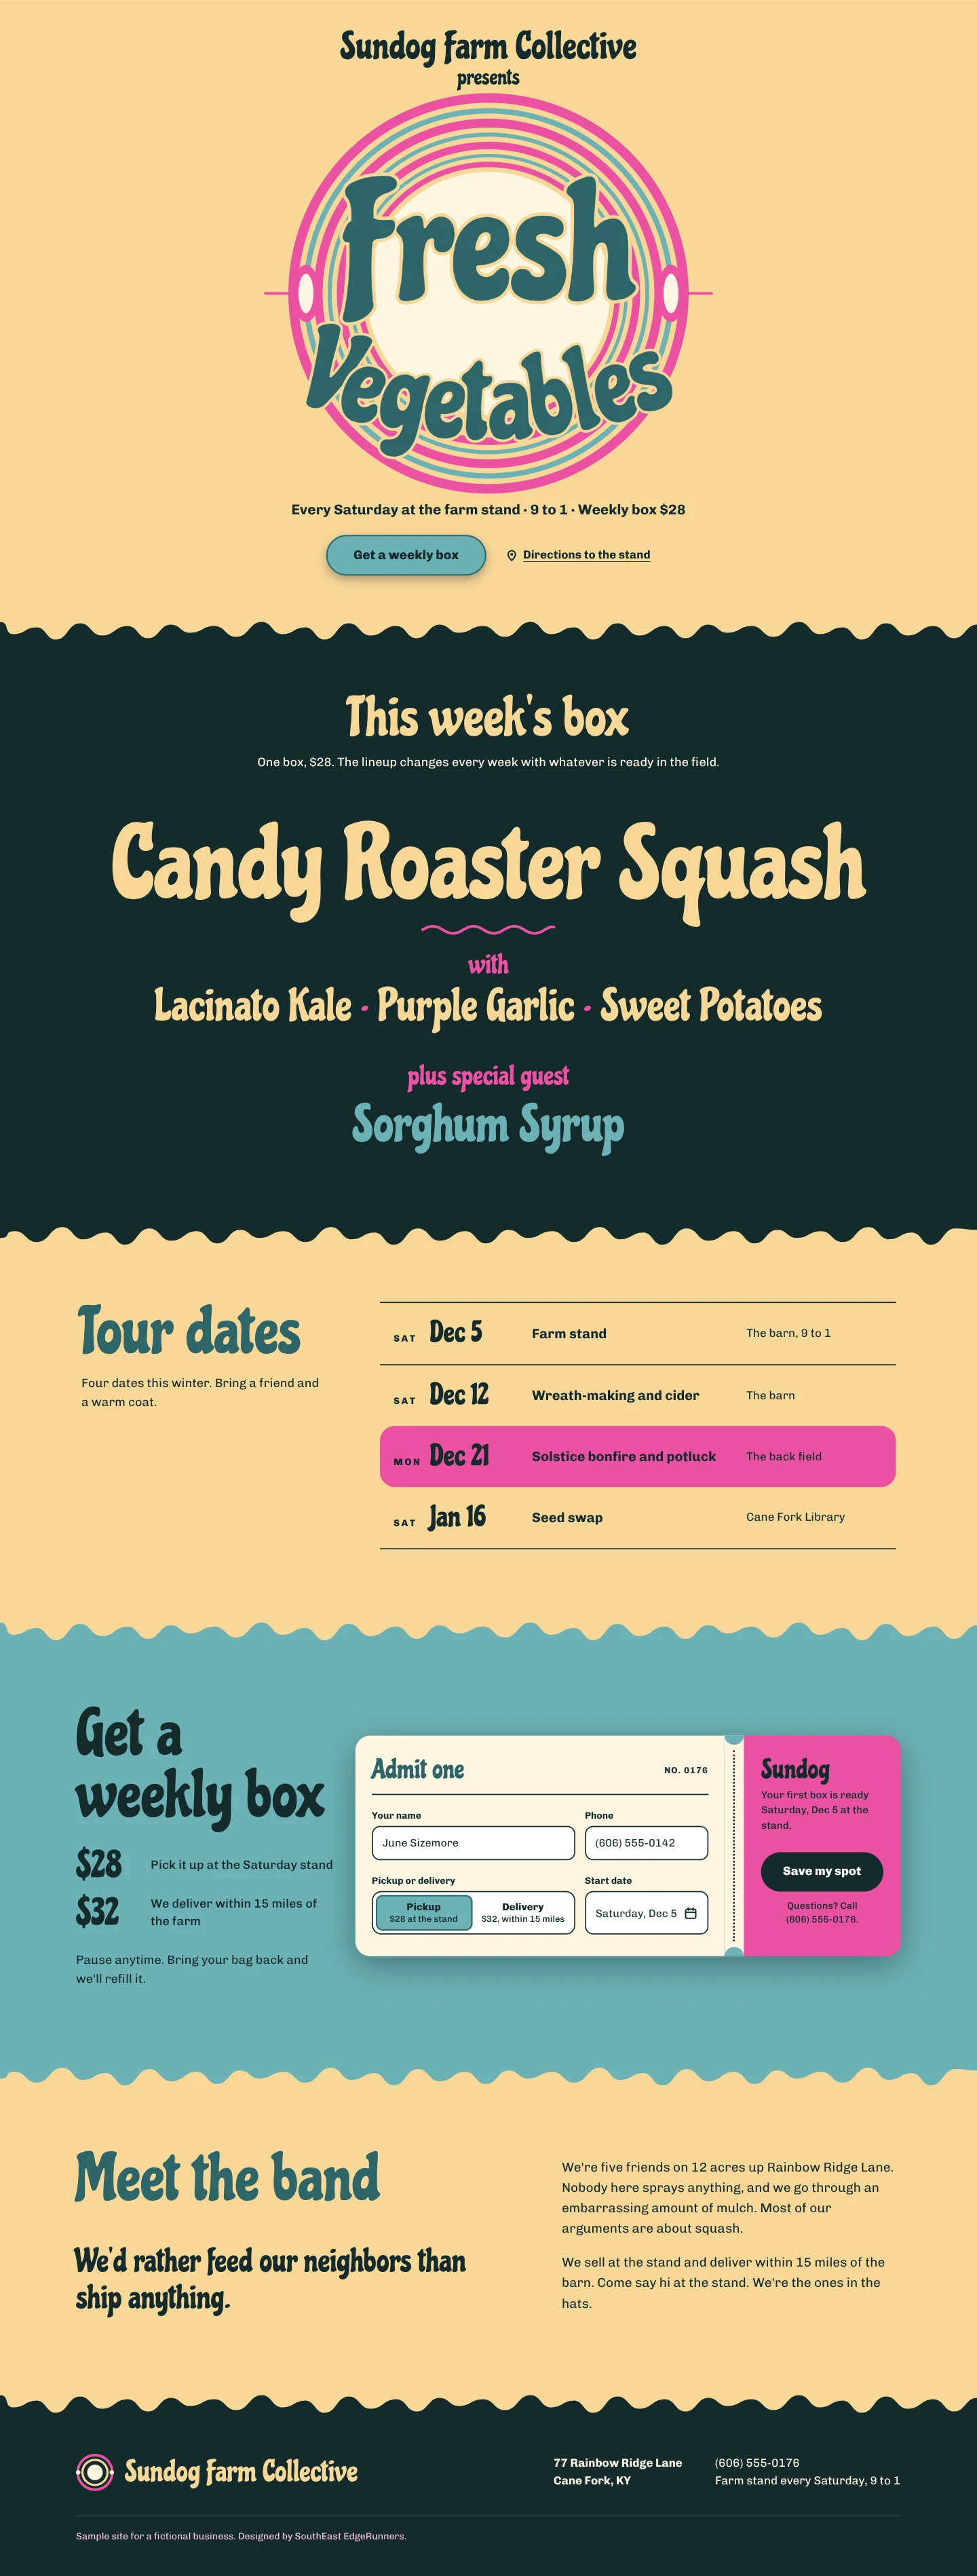 Sundog Farm Collective
presents
Fresh
Vegetables
Every Saturday at the farm stand · 9 to 1 · Weekly box $28
Get a weekly box
Directions to the stand
This week's box
One box, $28. The lineup changes every week with whatever is ready in the field.
Candy Roaster Squash
with
Lacinato Kale · Purple Garlic · Sweet Potatoes
plus special guest
Sorghum Syrup
Tour dates
Four dates this winter. Bring a friend and
a warm coat.
SAT Dec 5 Farm stand The barn, 9 to 1
SAT Dec 12 Wreath-making and cider The barn
MON Dec 21 Solstice bonfire and potluck The back field
SAT Jan 16 Seed swap Cane Fork Library
Get a
weekly box
$28 Pick it up at the Saturday stand
$32 We deliver within 15 miles of
the farm
Pause anytime. Bring your bag back and
we'll refill it.
Admit one NO. 0176
Your name Phone
June Sizemore (606) 555-0142
Pickup or delivery Start date
Pickup Delivery
$28 at the stand $32, within 15 miles
Saturday, Dec 5
Sundog
Your first box is ready
Saturday, Dec 5 at the
stand.
Save my spot
Questions? Call
(606) 555-0176.
Meet the band
We'd rather feed our neighbors than
ship anything.
We're five friends on 12 acres up Rainbow Ridge Lane.
Nobody here sprays anything, and we go through an
embarrassing amount of mulch. Most of our
arguments are about squash.
We sell at the stand and deliver within 15 miles of the
barn. Come say hi at the stand. We're the ones in the
hats.
Sundog Farm Collective
77 Rainbow Ridge Lane
Cane Fork, KY
(606) 555-0176
Farm stand every Saturday, 9 to 1
Sample site for a fictional business. Designed by SouthEast EdgeRunners.